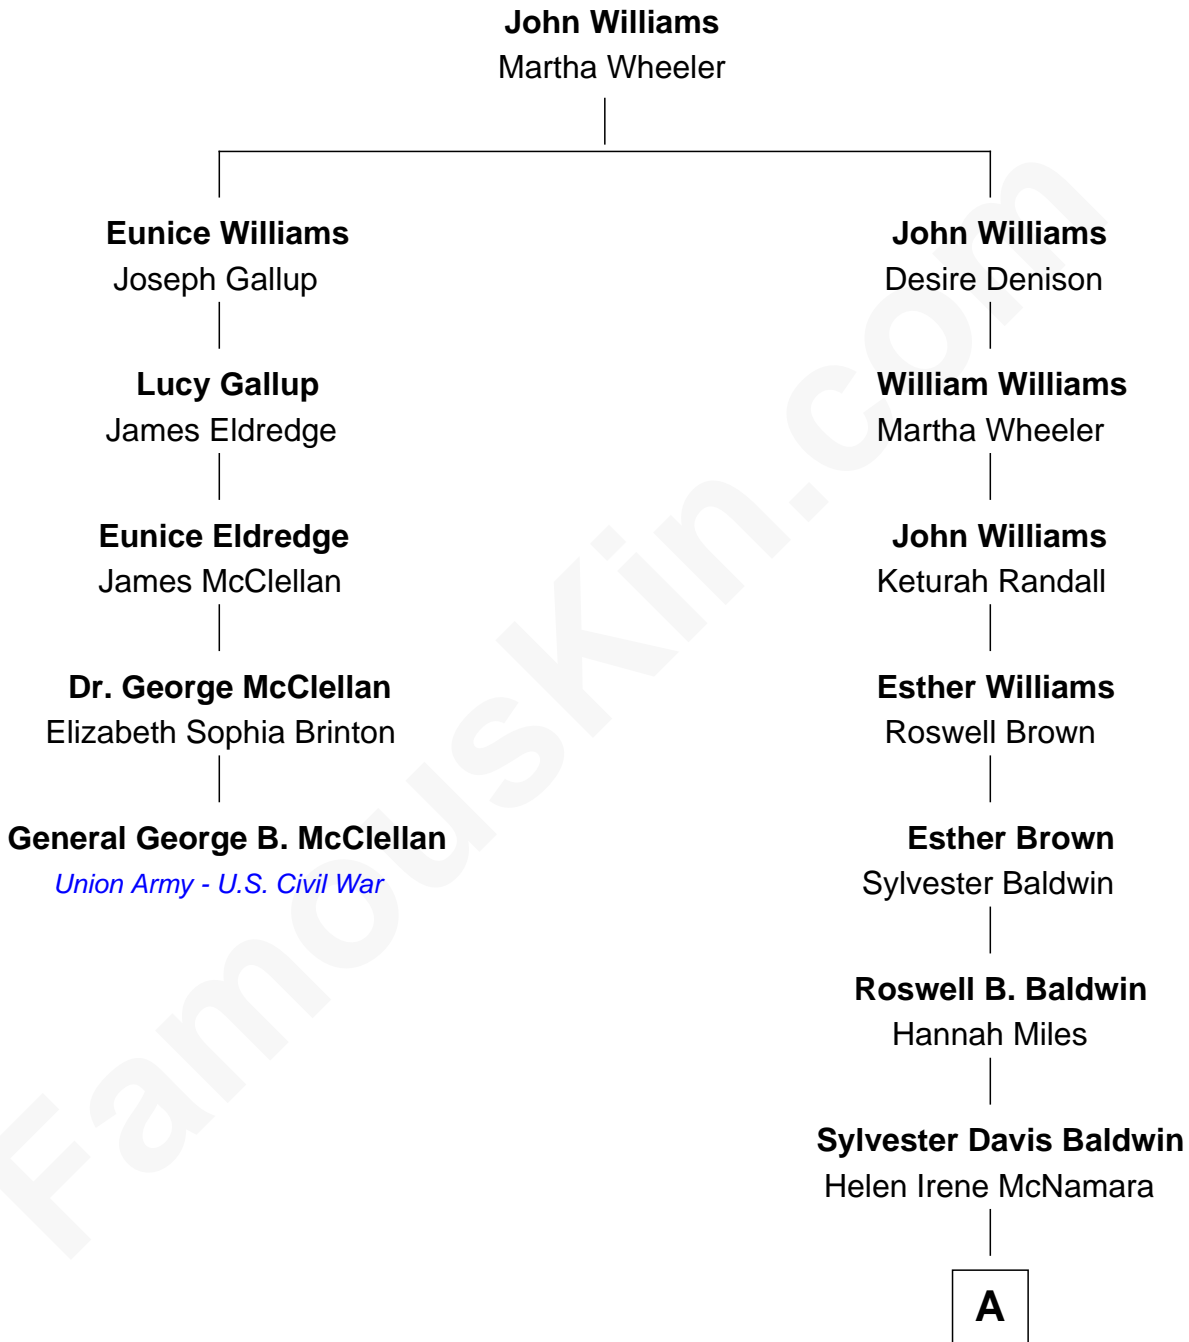 John Williams
Martha Wheeler
Eunice Williams
Joseph Gallup
John Williams
Desire Denison
Lucy Gallup
James Eldredge
William Williams
Martha Wheeler
Eunice Eldredge
James McClellan
John Williams
Keturah Randall
Dr. George McClellan
Elizabeth Sophia Brinton
Esther Williams
Roswell Brown
General George B. McClellan
Union Army - U.S. Civil War
Esther Brown
Sylvester Baldwin
Roswell B. Baldwin
Hannah Miles
Sylvester Davis Baldwin
Helen Irene McNamara
A
FamousKin.com